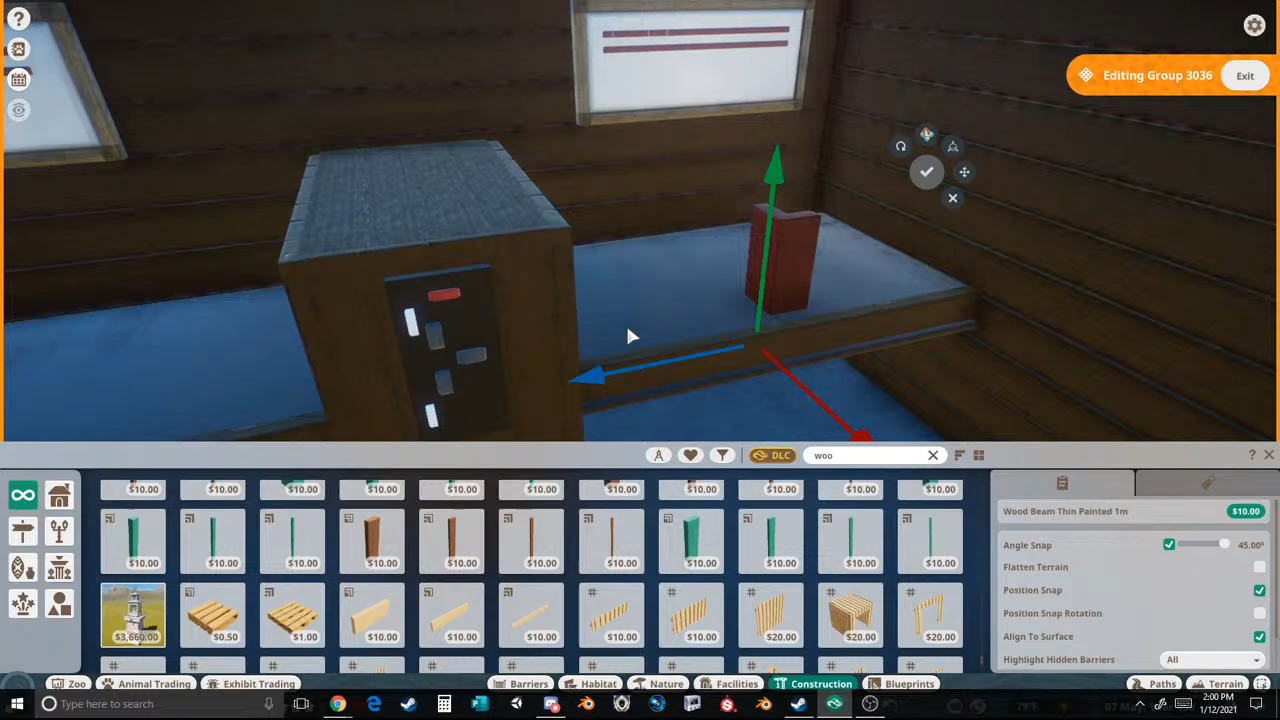 ?
Editing Group 3036
Exit
DLC
woo
?
$10.00 $10.00 $10.00 $10.00 $10.00 $10.00 $10.00 $10.00 $10.00 $10.00 $10.00
$10.00 $10.00 $10.00 $10.00 $10.00 $10.00 $10.00 $10.00 $10.00 $10.00 $10.00
$3,660.00 $0.50 $1.00 $10.00 $10.00 $10.00 $10.00 $10.00 $20.00 $20.00 $20.00
Wood Beam Thin Painted 1m
$10.00
Angle Snap
45.00°
Flatten Terrain
Position Snap
Position Snap Rotation
Align To Surface
Highlight Hidden Barriers
All
Zoo
Animal Trading
Exhibit Trading
Barriers
Habitat
Nature
Facilities
Construction
Blueprints
Paths
Terrain
Type here to search
2:00 PM
1/12/2021